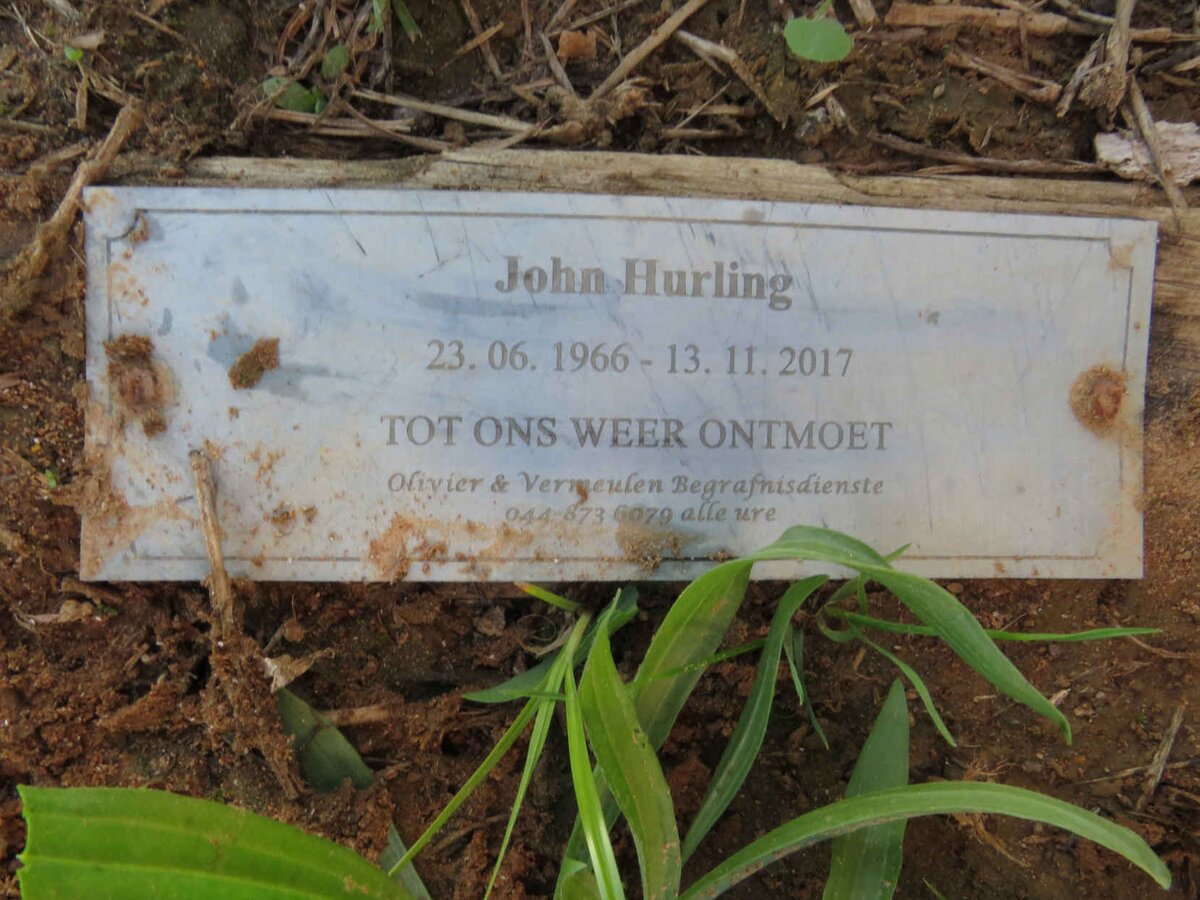 John Hurling
23. 06. 1966 - 13. 11. 2017
TOT ONS WEER ONTMOET
Olivier & Vermeulen Begrafnisdienste
044 873 6079 alle ure